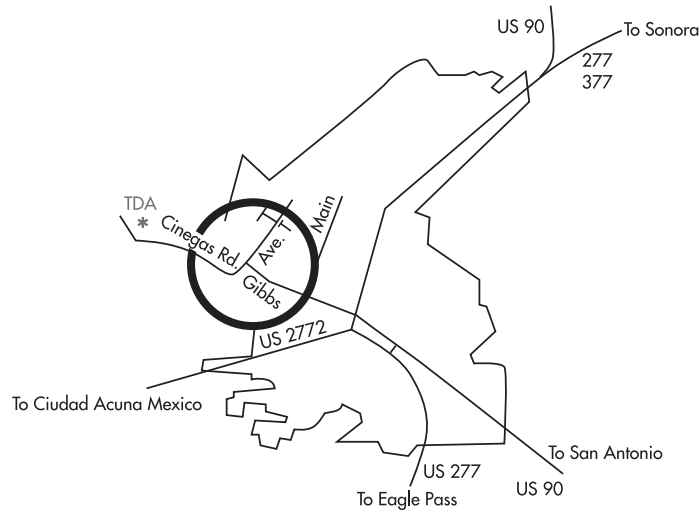 US 90
To Sonora
277
377
TDA
*
Cinegas Rd.
Ave. T
Main
Gibbs
US 2772
To Ciudad Acuna Mexico
To San Antonio
US 277
US 90
To Eagle Pass